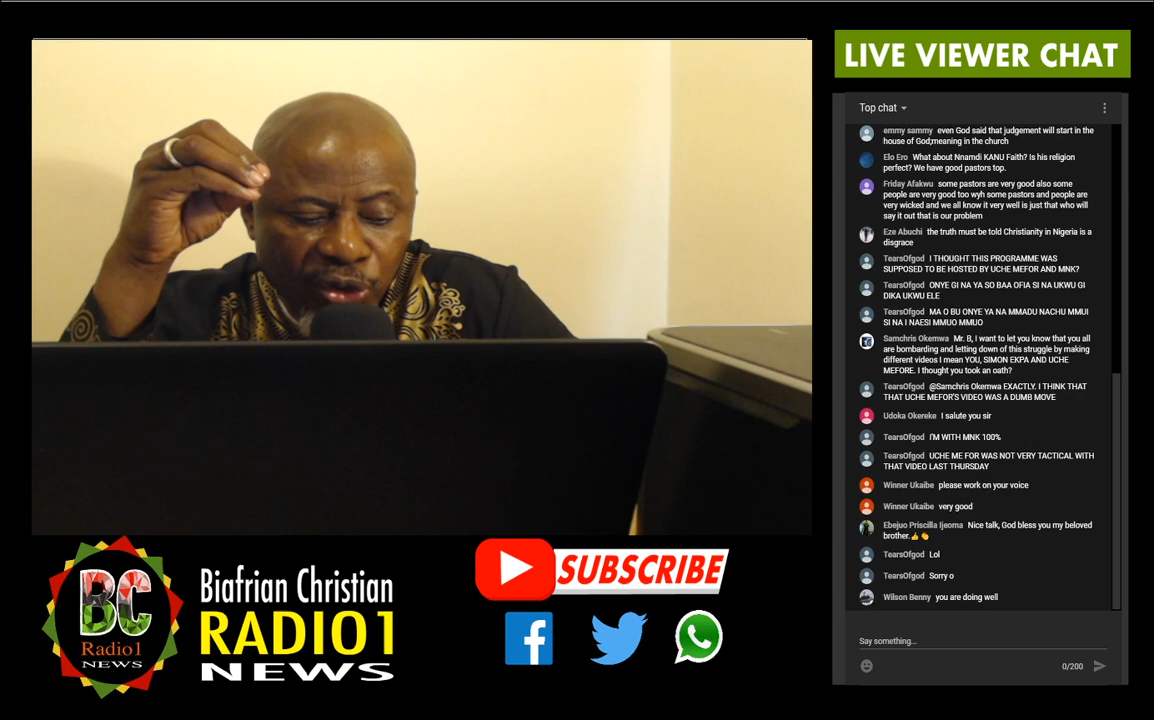 LIVE VIEWER CHAT
Top chat
emmy sammy even God said that judgement will start in the
house of God;meaning in the church
Elo Ero What about Nnamdi KANU Faith? Is his religion
perfect? We have good pastors top.
Friday Afakwu some pastors are very good also some
people are very good too wyh some pastors and people are
very wicked and we all know it very well is just that who will
say it out that is our problem
Eze Abuchi the truth must be told Christianity in Nigeria is a
disgrace
TearsOfgod I THOUGHT THIS PROGRAMME WAS
SUPPOSED TO BE HOSTED BY UCHE MEFOR AND MNK?
TearsOfgod ONYE GI NA YA SO BAA OFIA SI NA UKWU GI
DIKA UKWU ELE
TearsOfgod MA O BU ONYE YA NA MMADU NACHU MMUI
SI NA I NAESI MMUO MMUO
Samchris Okemwa Mr. B, I want to let you know that you all
are bombarding and letting down of this struggle by making
different videos I mean YOU, SIMON EKPA AND UCHE
MEFORE. I thought you took an oath?
TearsOfgod @Samchris Okemwa EXACTLY. I THINK THAT
THAT UCHE MEFOR'S VIDEO WAS A DUMB MOVE
Udoka Okereke I salute you sir
TearsOfgod I'M WITH MNK 100%
TearsOfgod UCHE ME FOR WAS NOT VERY TACTICAL WITH
THAT VIDEO LAST THURSDAY
Winner Ukaibe please work on your voice
Winner Ukaibe very good
Ebejuo Priscilla Ijeoma Nice talk, God bless you my beloved
brother.👍👏
TearsOfgod Lol
TearsOfgod Sorry o
Wilson Benny you are doing well
Say something...
0/200
BC
Radio1
NEWS
Biafrian Christian
RADIO1
NEWS
SUBSCRIBE